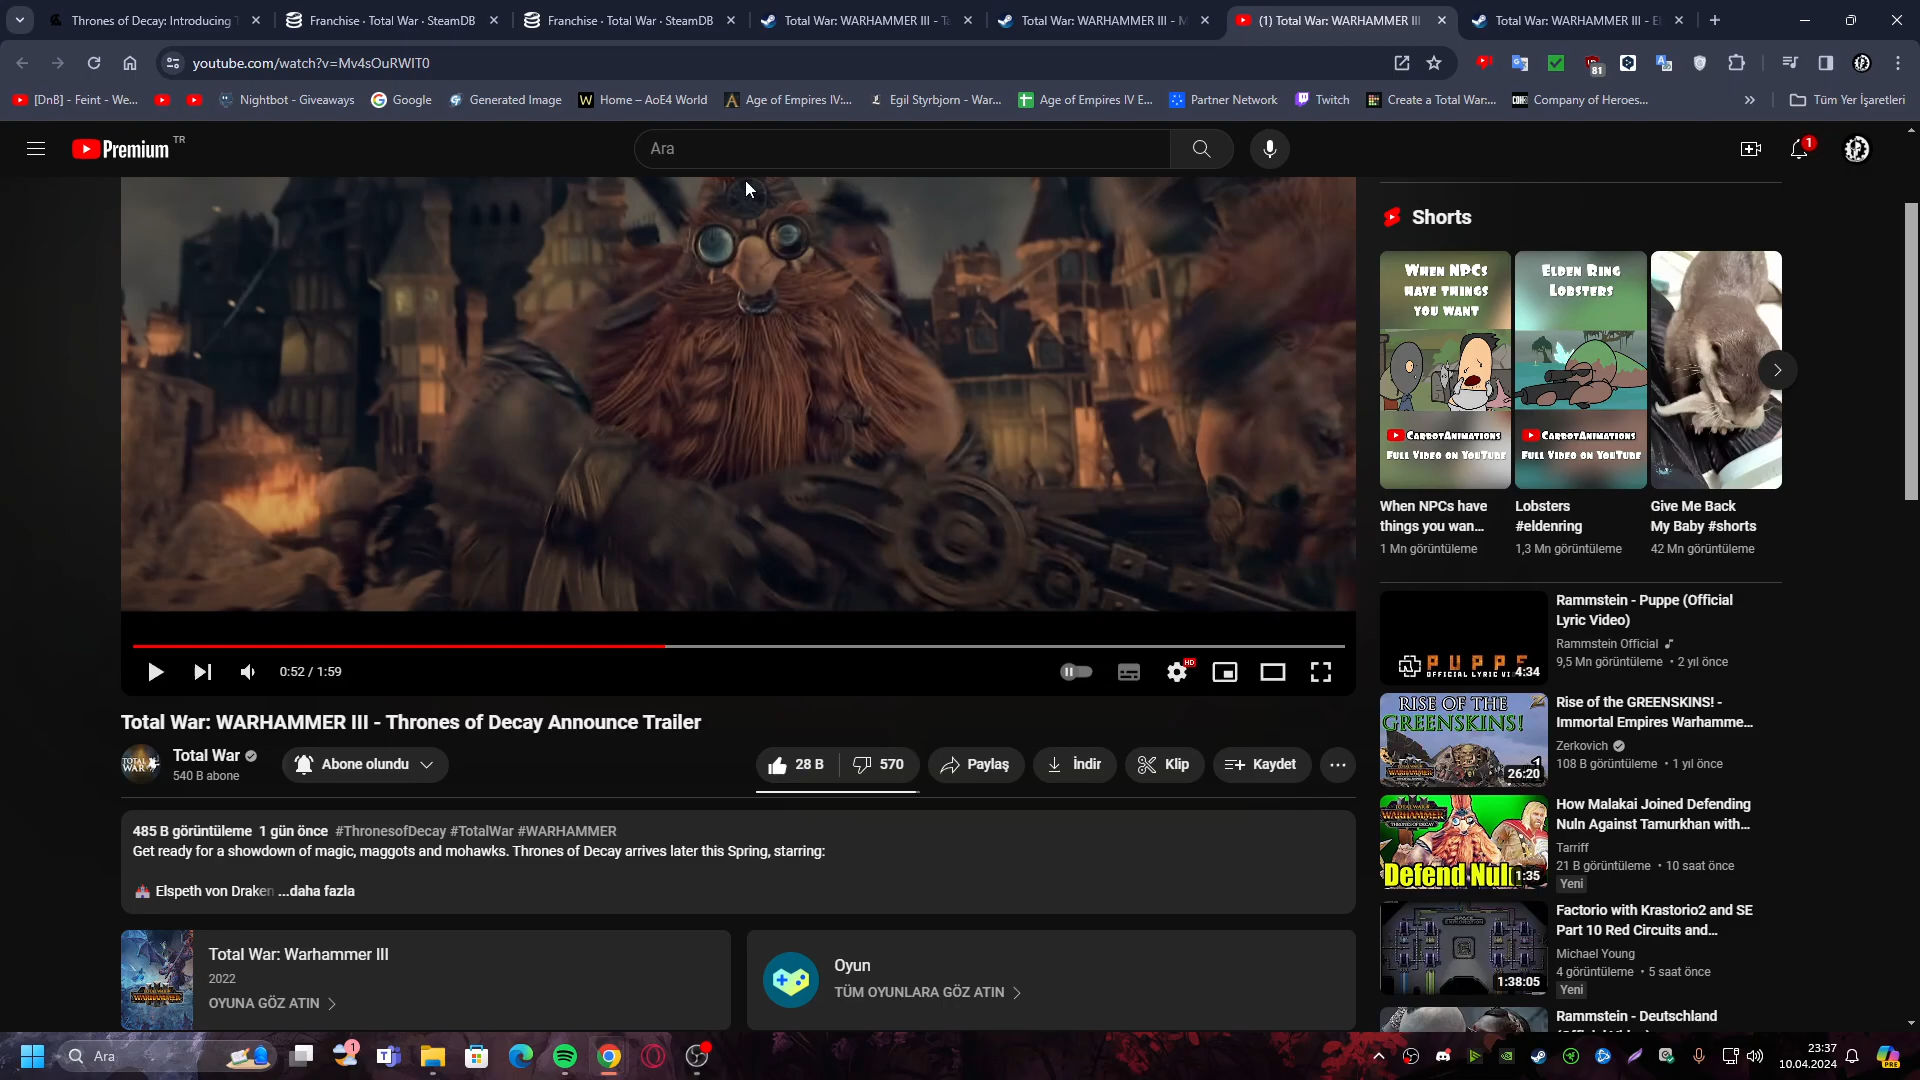 Thrones of Decay: Introducing T
Franchise · Total War · SteamDB
Franchise · Total War · SteamDB
Total War: WARHAMMER III - Ta
Total War: WARHAMMER III - M
(1) Total War: WARHAMMER III
Total War: WARHAMMER III - El
youtube.com/watch?v=Mv4sOuRWIT0
81
[DnB] - Feint - We...
Nightbot - Giveaways
Google
Generated Image
Home – AoE4 World
Age of Empires IV:...
Egil Styrbjorn - War...
Age of Empires IV E...
Partner Network
Twitch
Create a Total War:...
Company of Heroes...
Tüm Yer İşaretleri
Premium TR
Ara
1
Shorts
WHEN NPCS
HAVE THINGS
YOU WANT
CARBOTANIMATIONS
FULL VIDEO ON YOUTUBE
ELDEN RING
LOBSTERS
CARBOTANIMATIONS
FULL VIDEO ON YOUTUBE
When NPCs have
things you wan...
1 Mn görüntüleme
Lobsters
#eldenring
1,3 Mn görüntüleme
Give Me Back
My Baby #shorts
42 Mn görüntüleme
0:52 / 1:59
HD
Total War: WARHAMMER III - Thrones of Decay Announce Trailer
TOTAL WAR
Total War
540 B abone
Abone olundu
28 B
570
Paylaş
İndir
Klip
Kaydet
485 B görüntüleme 1 gün önce #ThronesofDecay #TotalWar #WARHAMMER
Get ready for a showdown of magic, maggots and mohawks. Thrones of Decay arrives later this Spring, starring:
Elspeth von Draken ...daha fazla
Total War: Warhammer III
2022
OYUNA GÖZ ATIN
Oyun
TÜM OYUNLARA GÖZ ATIN
PUPPE
4:34
Rammstein - Puppe (Official
Lyric Video)
Rammstein Official
9,5 Mn görüntüleme • 2 yıl önce
RISE OF THE
GREENSKINS!
26:20
Rise of the GREENSKINS! -
Immortal Empires Warhamme...
Zerkovich
108 B görüntüleme • 1 yıl önce
WARHAMMER
Defend Nuln
1:35
How Malakai Joined Defending
Nuln Against Tamurkhan with...
Tarriff
21 B görüntüleme • 10 saat önce
Yeni
1:38:05
Factorio with Krastorio2 and SE
Part 10 Red Circuits and...
Michael Young
4 görüntüleme • 5 saat önce
Yeni
Rammstein - Deutschland
Ara
1
23:37
10.04.2024
PRE